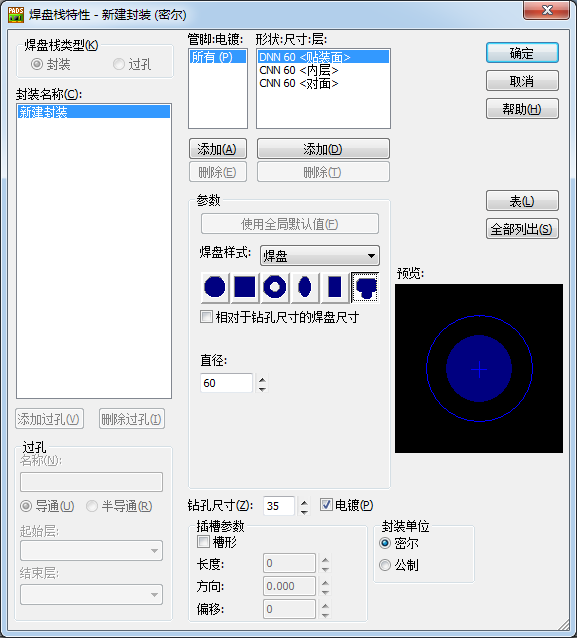 PADS
焊盘栈特性 - 新建封装 (密尔)
焊盘栈类型(K)
封装
过孔
封装名称(C):
新建封装
添加过孔(V)
删除过孔(I)
过孔
名称(N):
导通(U)
半导通(R)
起始层:
结束层:
管脚:电镀:
所有 (P)
添加(A)
删除(E)
形状:尺寸:层:
DNN 60 <贴装面>
CNN 60 <内层>
CNN 60 <对面>
添加(D)
删除(T)
参数
使用全局默认值(F)
焊盘样式:
焊盘
相对于钻孔尺寸的焊盘尺寸
直径:
60
钻孔尺寸(Z):
35
电镀(P)
插槽参数
槽形
长度:
0
方向:
0.000
偏移:
0
封装单位
密尔
公制
确定
取消
帮助(H)
表(L)
全部列出(S)
预览: